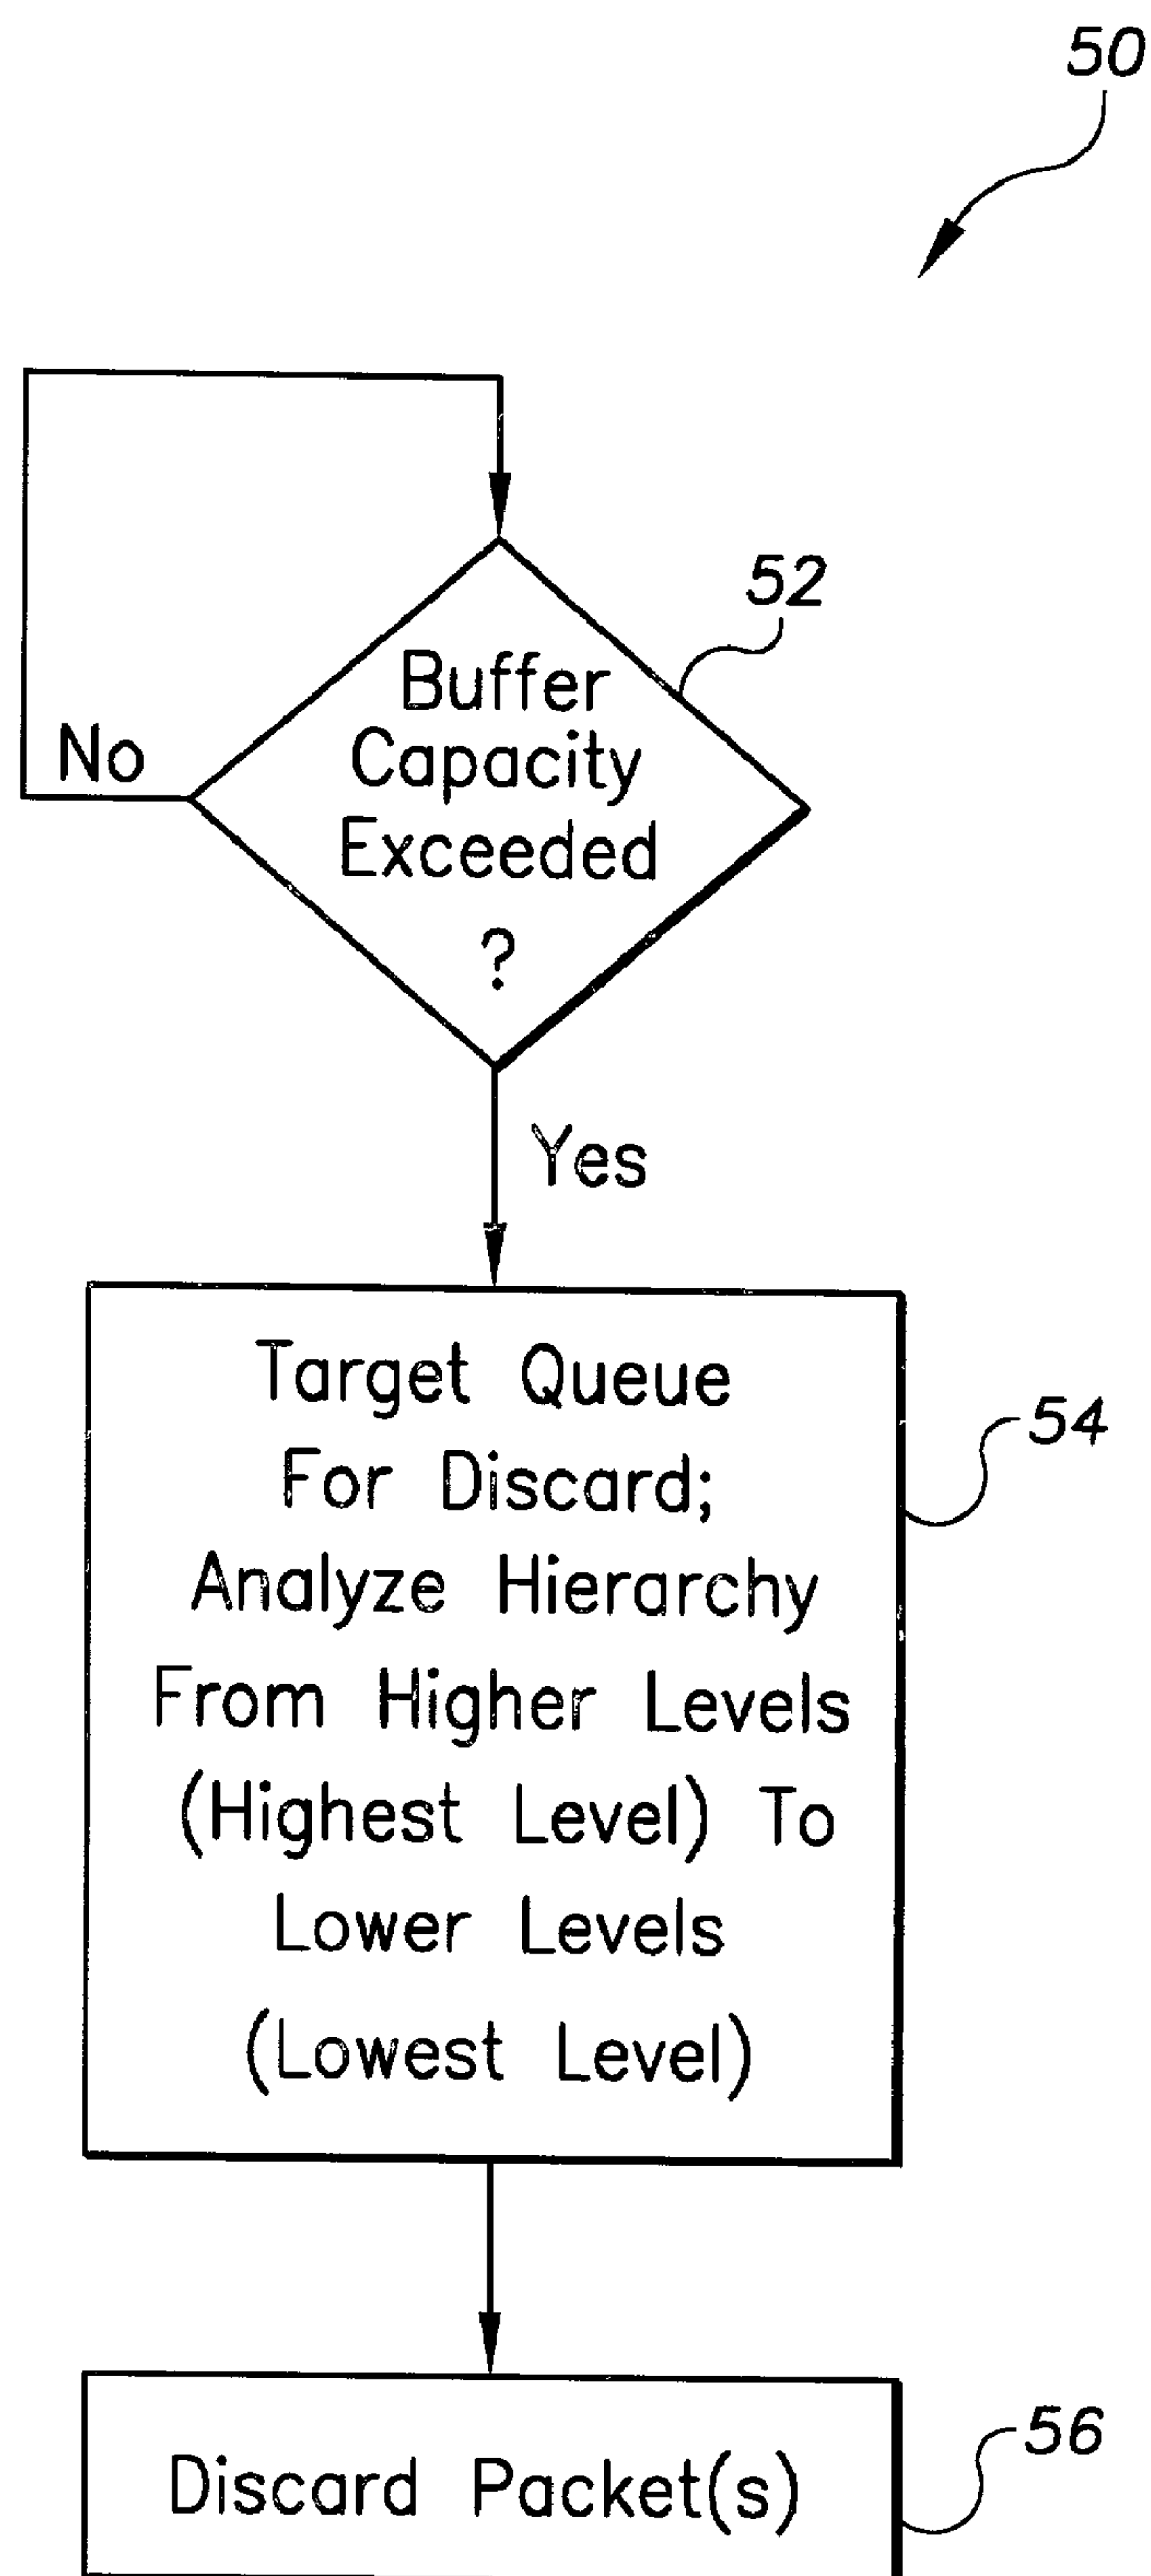 50
52
Buffer
Capacity
Exceeded
?
No
Yes
Target Queue
For Discard;
Analyze Hierarchy
From Higher Levels
(Highest Level) To
Lower Levels
(Lowest Level)
54
Discard Packet(s)
56